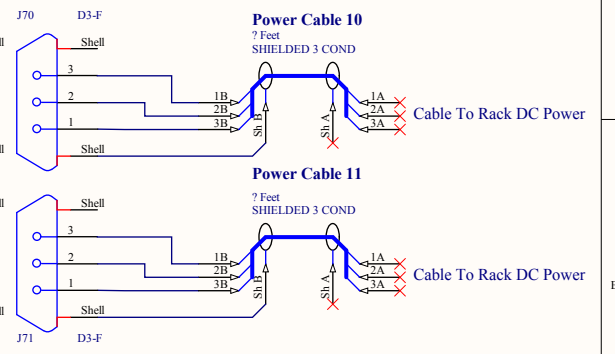 J70 D3-F
Power Cable 10
? Feet
SHIELDED 3 COND
Shell
3
2
1
Shell
1B
2B
3B
Sh B
Sh A
1A
2A
3A
Cable To Rack DC Power
Power Cable 11
? Feet
SHIELDED 3 COND
Shell
3
2
1
Shell
1B
2B
3B
Sh B
Sh A
1A
2A
3A
Cable To Rack DC Power
J71 D3-F